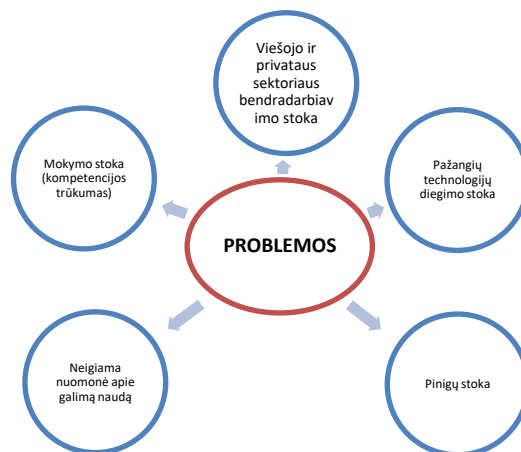 Viešojo ir
privataus
sektoriaus
bendradarbiav
imo stoka
Mokymo stoka
(kompetencijos
trūkumas)
Pažangių
technologijų
diegimo stoka
PROBLEMOS
Neigiama
nuomonė apie
galimą naudą
Pinigų stoka